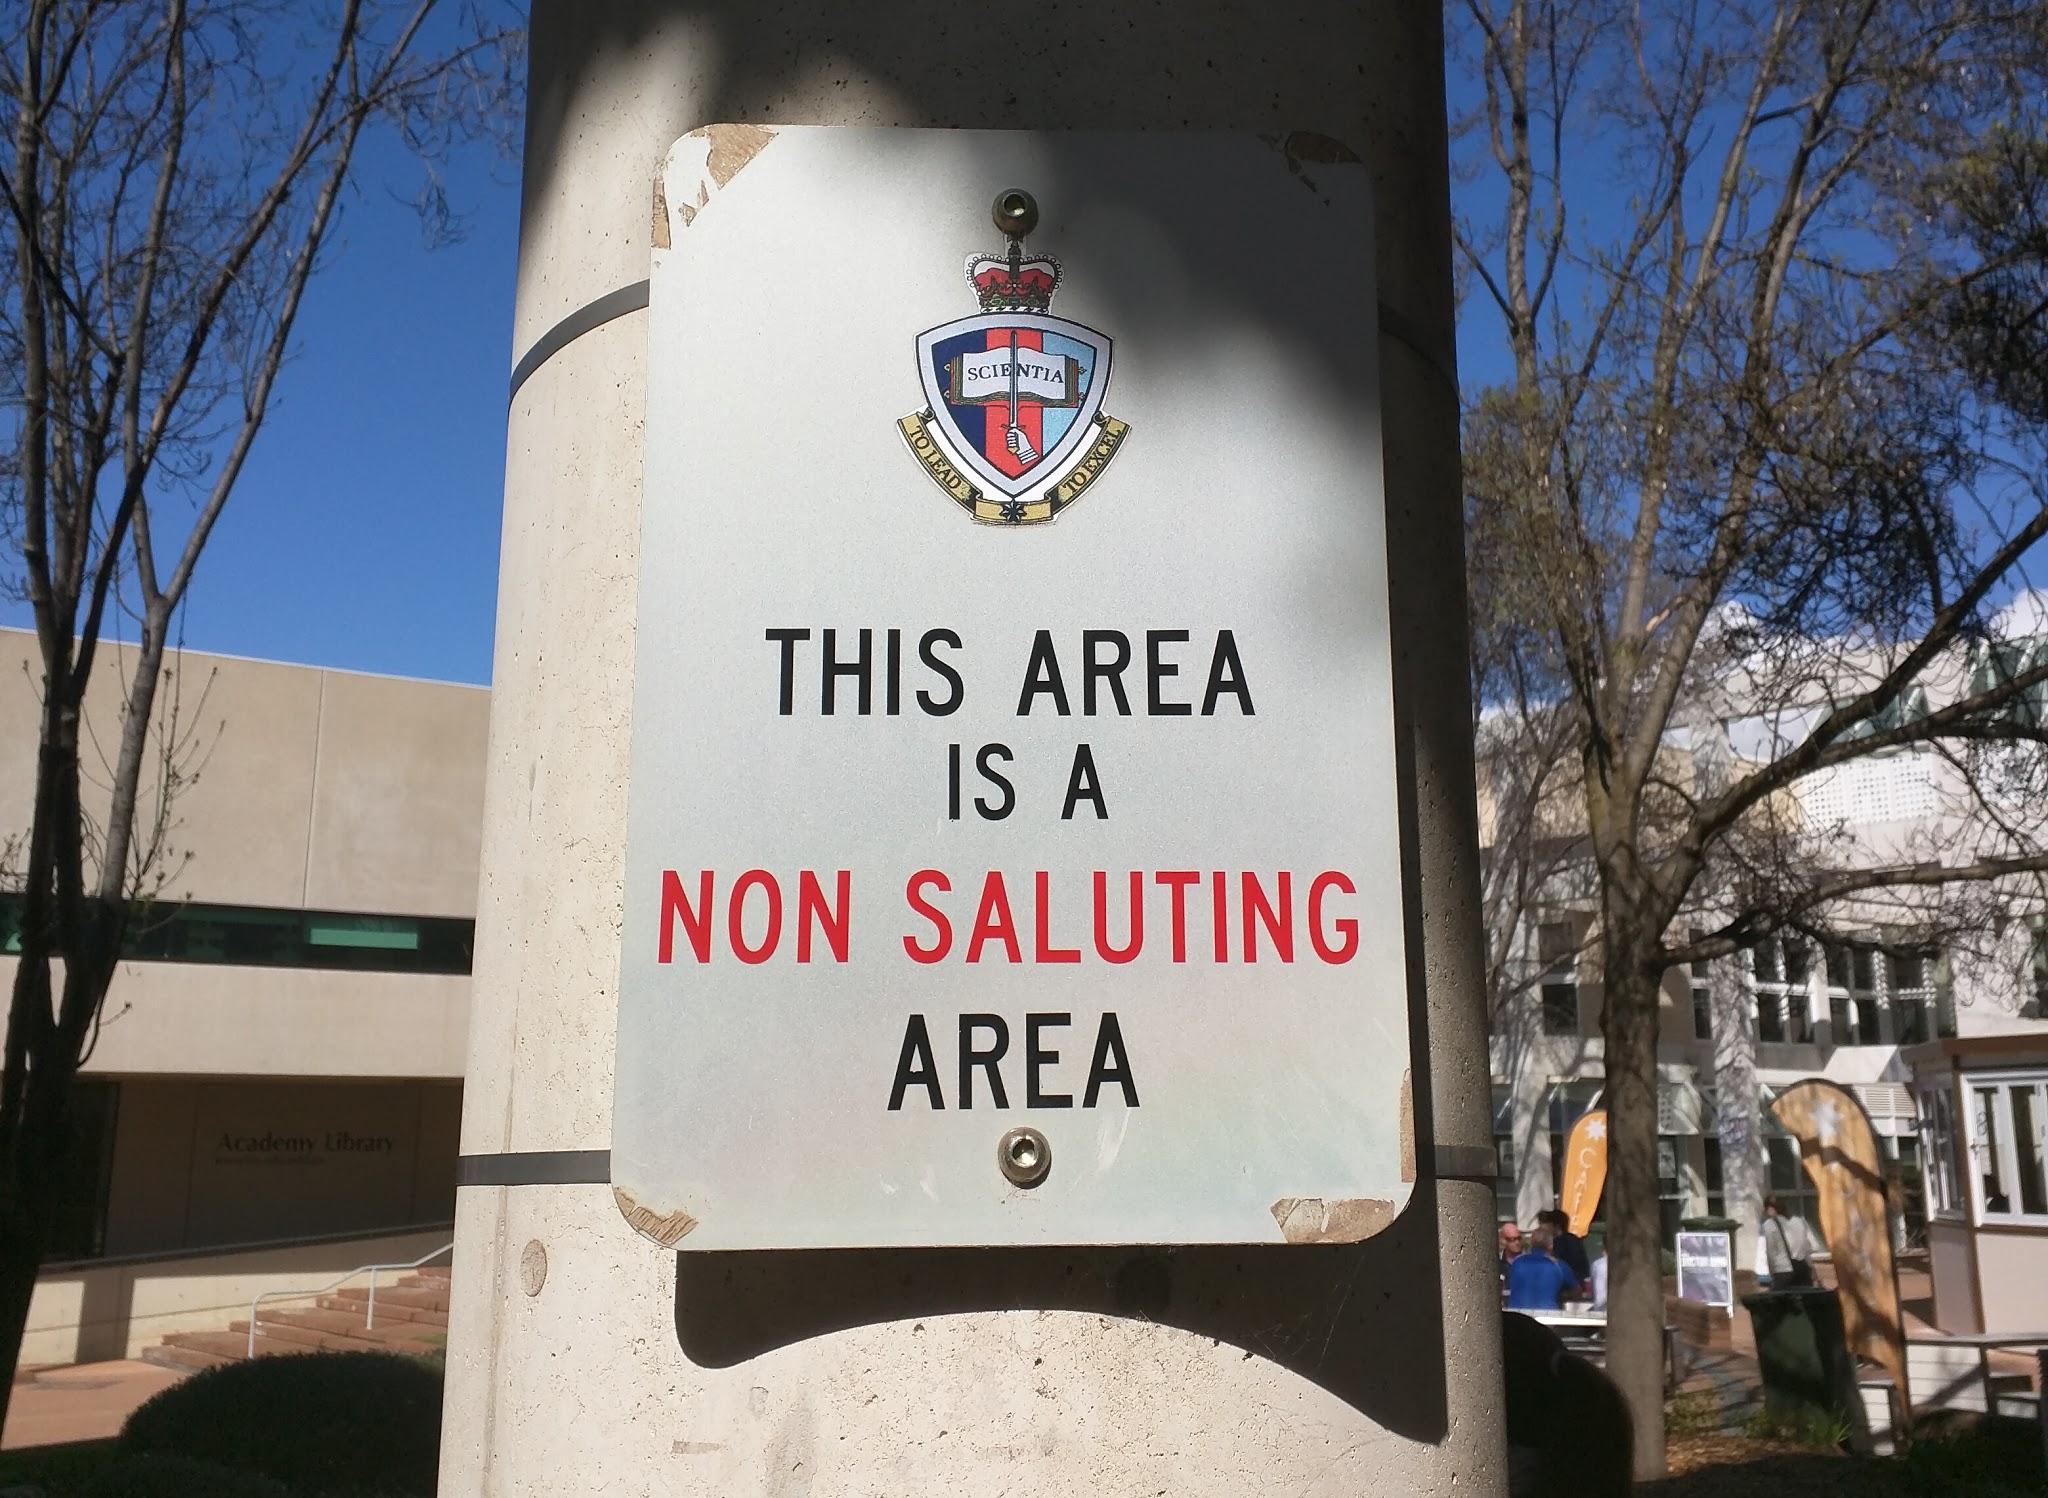 SCIENTIA
TO LEAD
TO EXCEL
THIS AREA
IS A
NON SALUTING
AREA
Academy Library